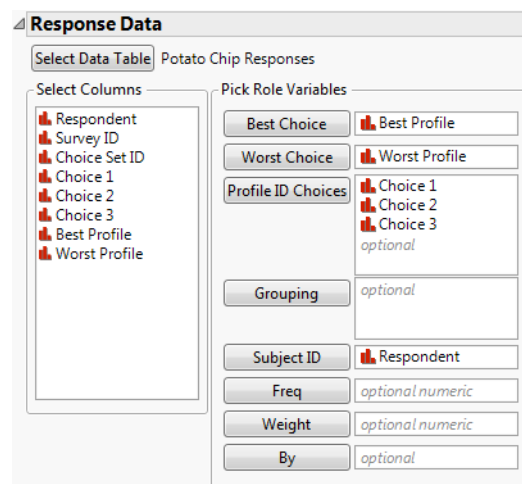 Response Data
Select Data Table Potato Chip Responses
Select Columns
Respondent
Survey ID
Choice Set ID
Choice 1
Choice 2
Choice 3
Best Profile
Worst Profile
Pick Role Variables
Best Choice Best Profile
Worst Choice Worst Profile
Profile ID Choices Choice 1
Choice 2
Choice 3
optional
Grouping optional
Subject ID Respondent
Freq optional numeric
Weight optional numeric
By optional